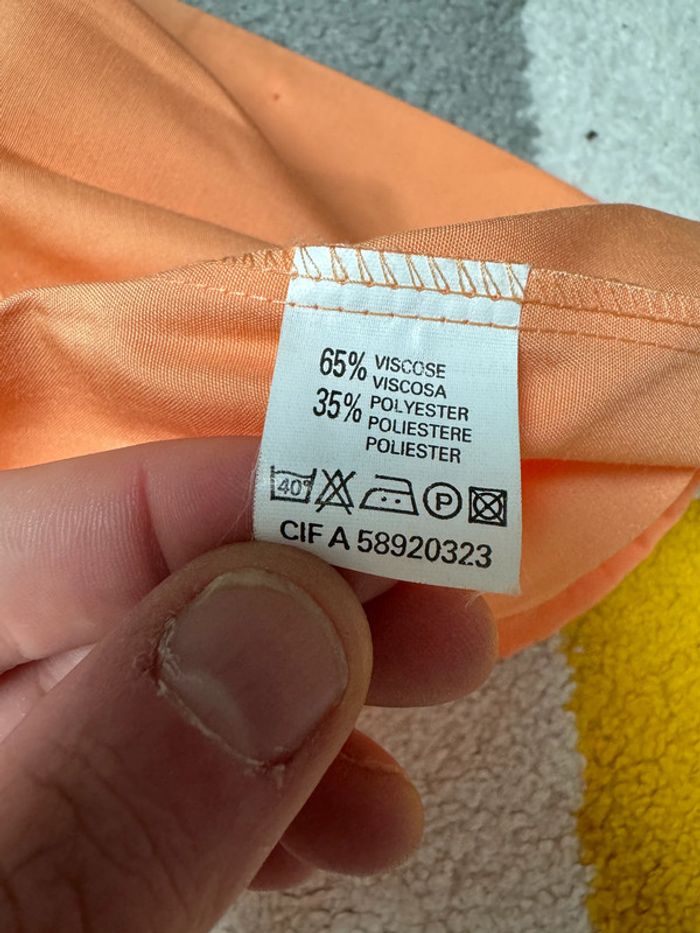 65% VISCOSE
VISCOSA
35% POLYESTER
POLIESTERE
POLIESTER
40° P
CIF A 58920323